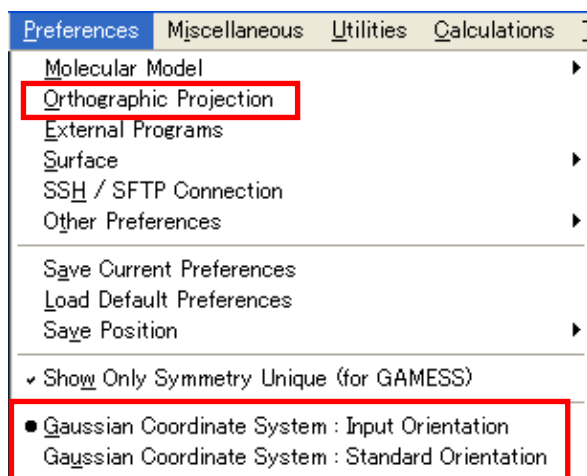 Preferences Miscellaneous Utilities Calculations
Molecular Model
Orthographic Projection
External Programs
Surface
SSH / SFTP Connection
Other Preferences
Save Current Preferences
Load Default Preferences
Save Position
Show Only Symmetry Unique (for GAMESS)
Gaussian Coordinate System : Input Orientation
Gaussian Coordinate System : Standard Orientation